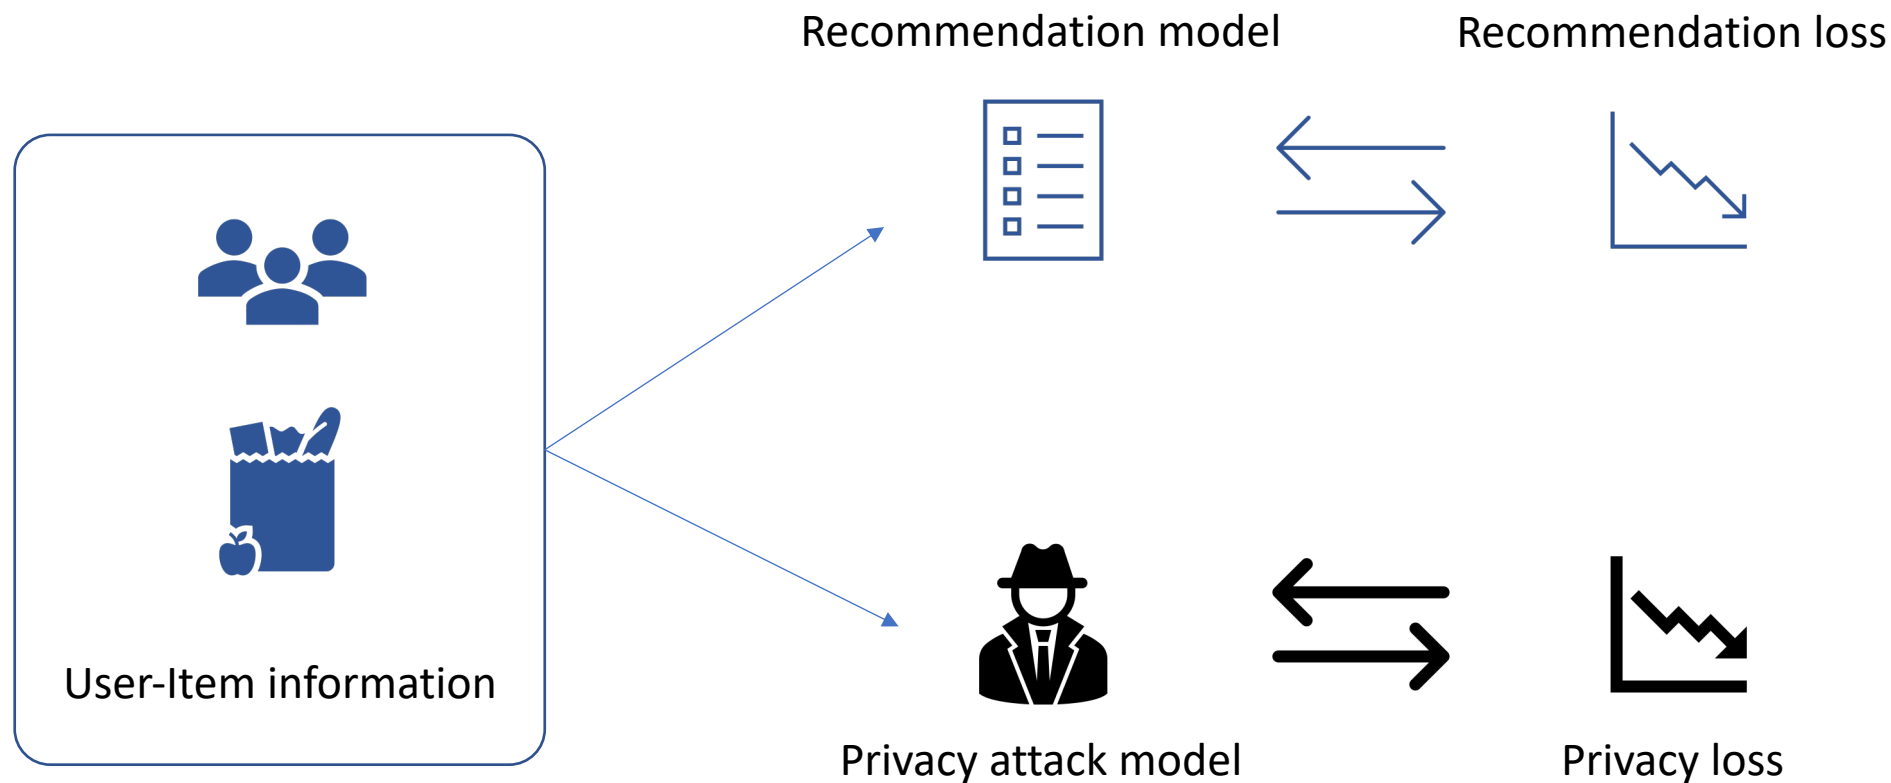 Recommendation model
Recommendation loss
User-Item information
Privacy attack model
Privacy loss